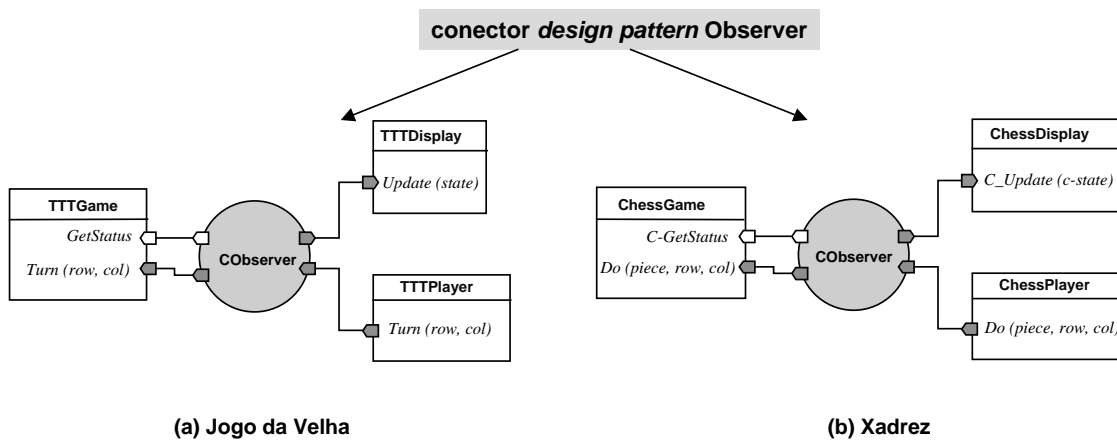 conector design pattern Observer
TTTDisplay
Update (state)
TTTGame
GetStatus
Turn (row, col)
CObserver
TTTPlayer
Turn (row, col)
ChessDisplay
C_Update (c-state)
ChessGame
C-GetStatus
Do (piece, row, col)
CObserver
ChessPlayer
Do (piece, row, col)
(a) Jogo da Velha
(b) Xadrez